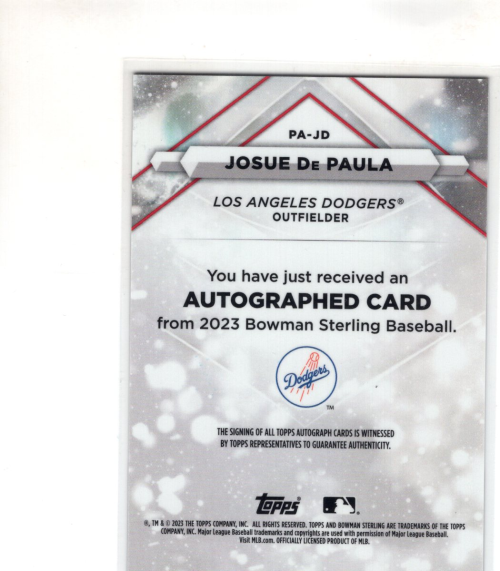 PA-JD
JOSUE DE PAULA
LOS ANGELES DODGERS®
OUTFIELDER
You have just received an
AUTOGRAPHED CARD
from 2023 Bowman Sterling Baseball.
Dodgers
TM
THE SIGNING OF ALL TOPPS AUTOGRAPH CARDS IS WITNESSED
BY TOPPS REPRESENTATIVES TO GUARANTEE AUTHENTICITY.
topps®
®, TM & © 2023 THE TOPPS COMPANY, INC. ALL RIGHTS RESERVED. TOPPS AND BOWMAN STERLING ARE TRADEMARKS OF THE TOPPS
COMPANY, INC. Major League Baseball trademarks and copyrights are used with permission of Major League Baseball.
Visit MLB.com. OFFICIALLY LICENSED PRODUCT OF MLB.